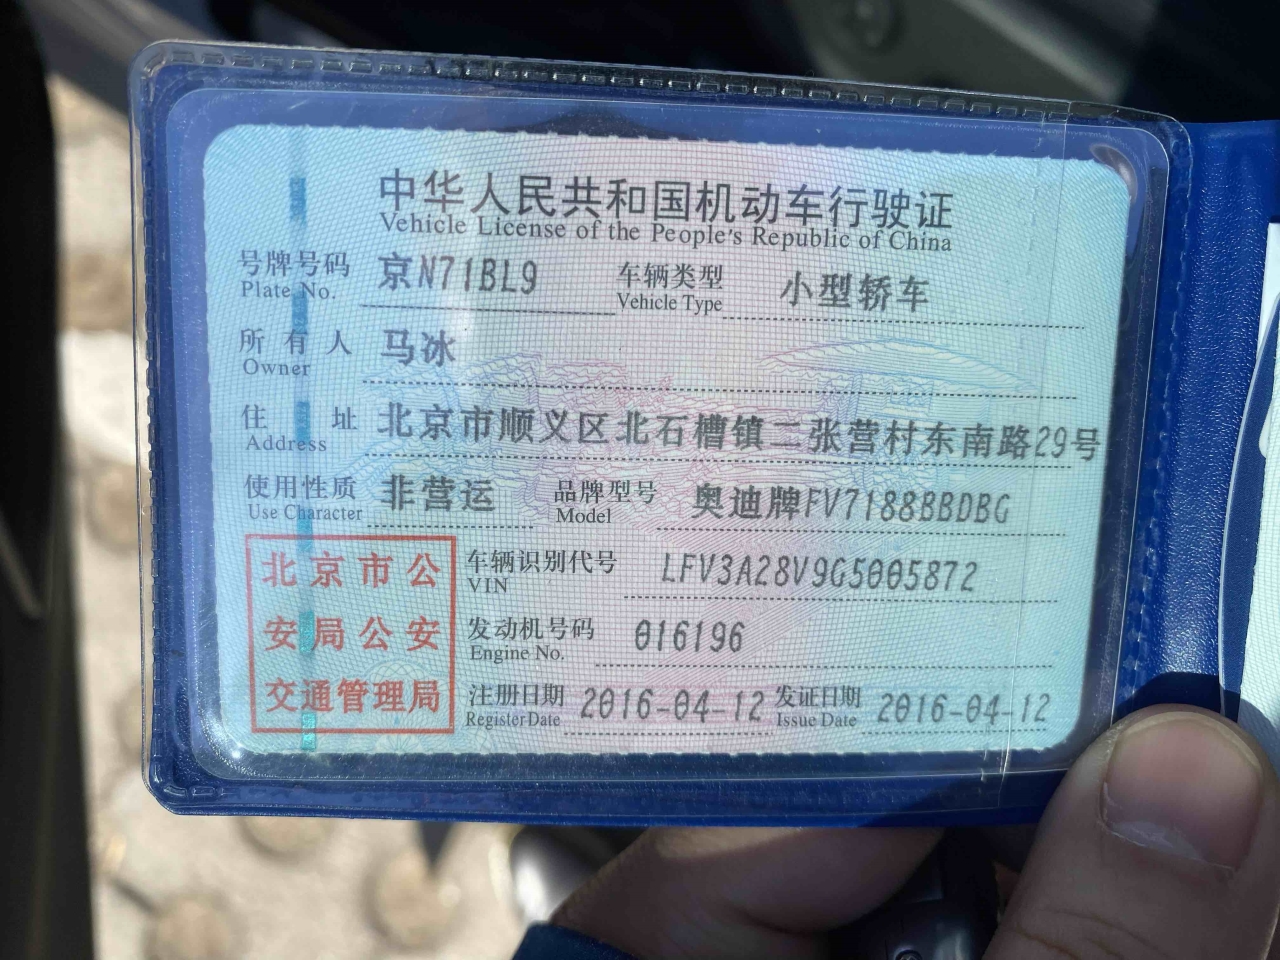 中华人民共和国机动车行驶证
Vehicle License of the People's Republic of China
号牌号码 京N71BL9 车辆类型 小型轿车
Plate No. Vehicle Type
所有人 马冰
Owner
住址 北京市顺义区北石槽镇二张营村东南路29号
Address
使用性质 非营运 品牌型号 奥迪牌FV7188BBDBG
Use Character Model
北京市公安局公安交通管理局
车辆识别代号 LFV3A28V9G5005872
VIN
发动机号码 016196
Engine No.
注册日期 2016-04-12 发证日期 2016-04-12
Register Date Issue Date